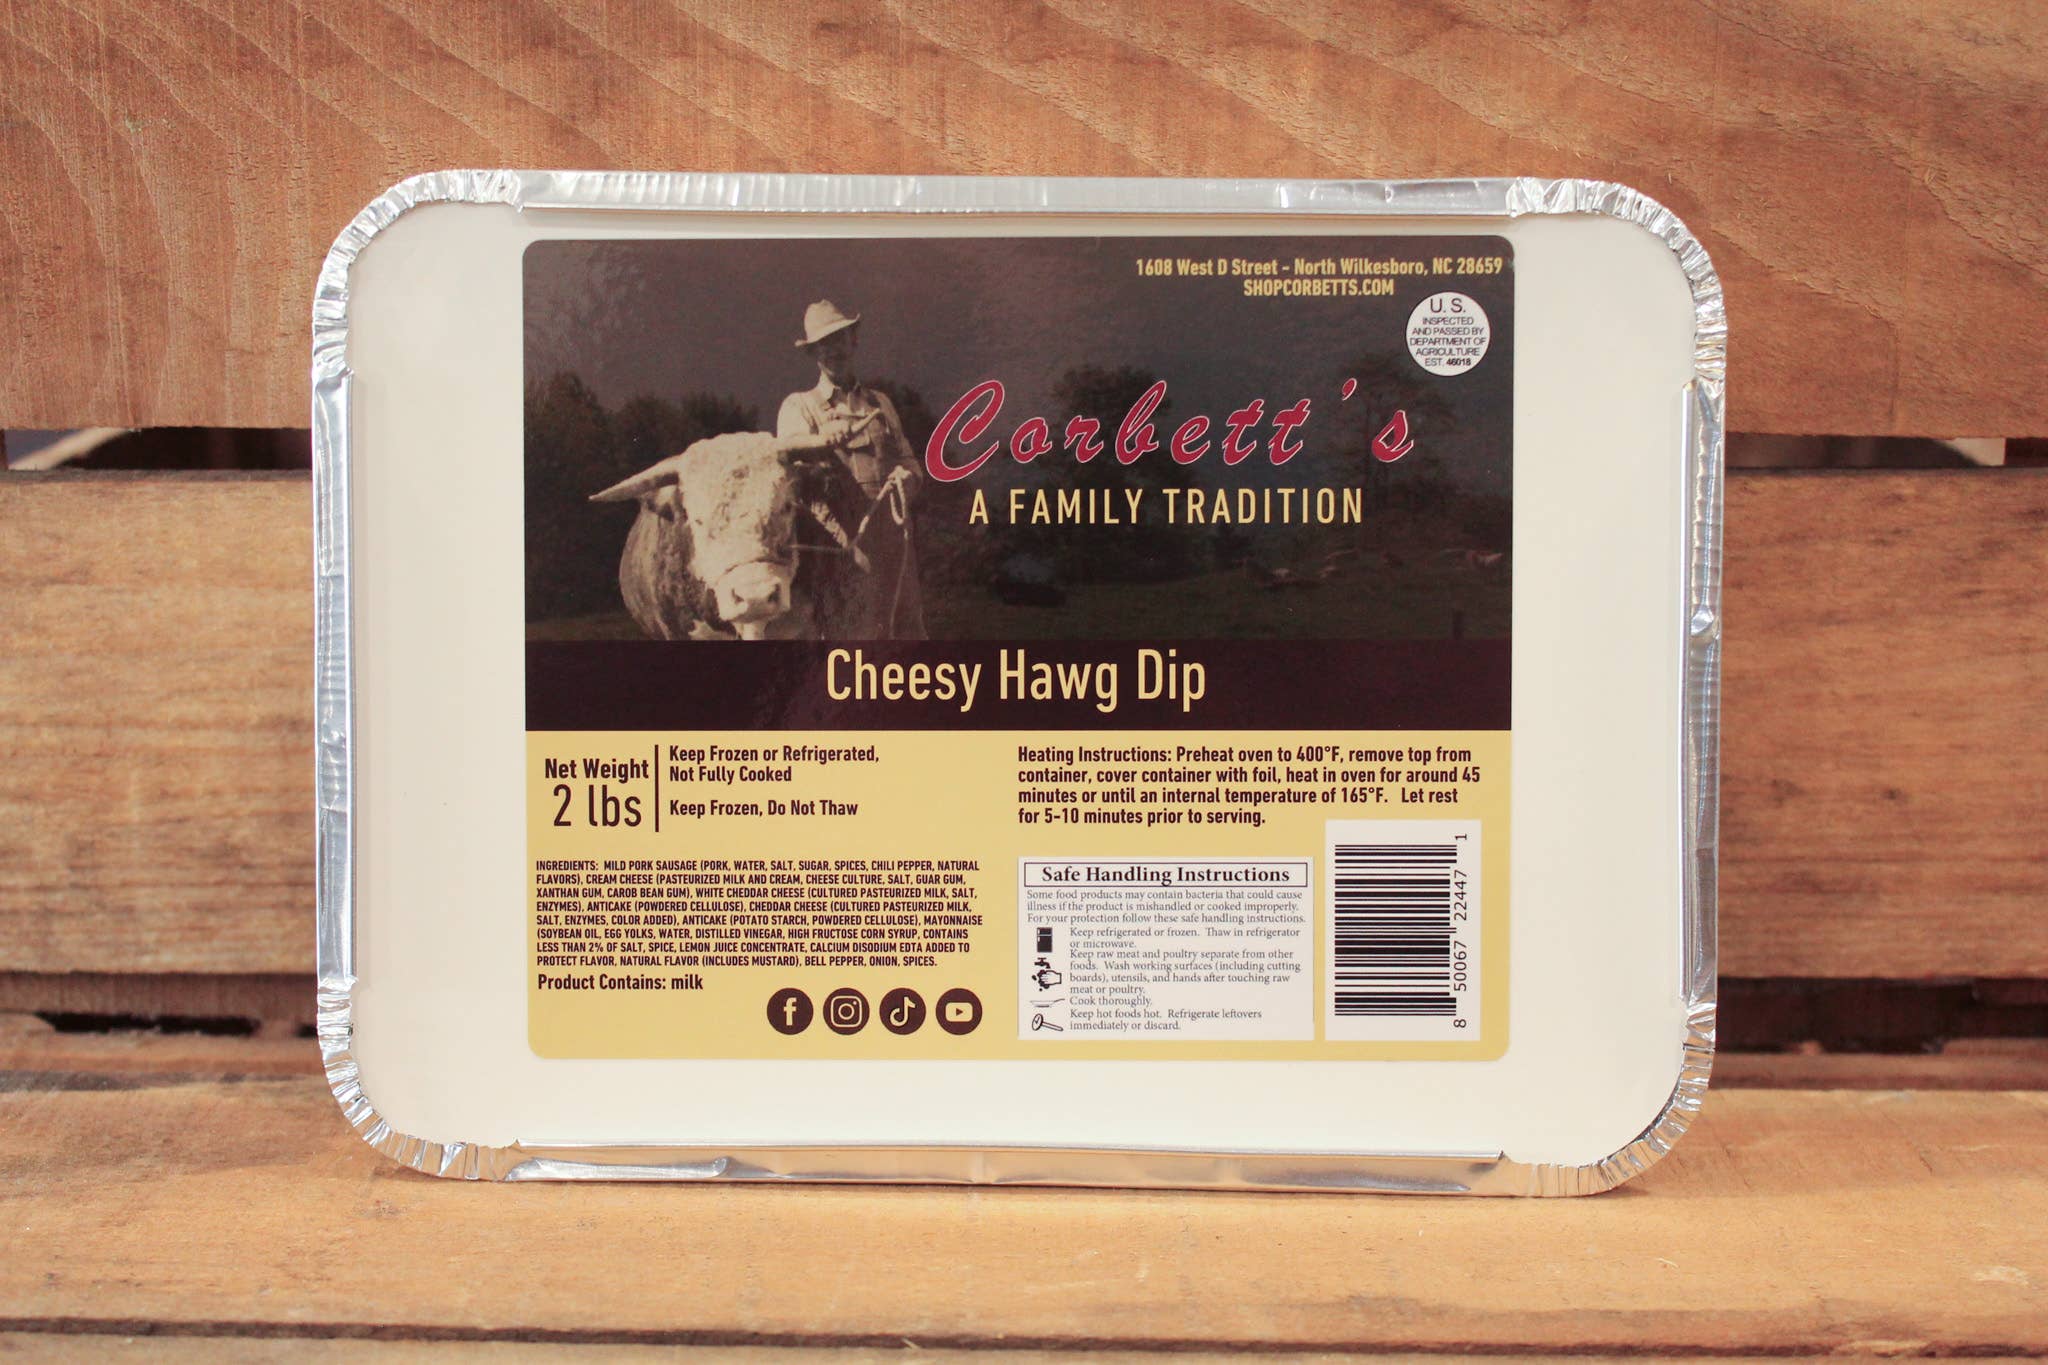 1608 West D Street - North Wilkesboro, NC 28659
SHOPCORBETTS.COM
U. S.
INSPECTED
AND PASSED BY
DEPARTMENT OF
AGRICULTURE
EST. 46018
Corbett's
A FAMILY TRADITION
Cheesy Hawg Dip
Net Weight
2 lbs
Keep Frozen or Refrigerated,
Not Fully Cooked
Keep Frozen, Do Not Thaw
Heating Instructions: Preheat oven to 400°F, remove top from
container, cover container with foil, heat in oven for around 45
minutes or until an internal temperature of 165°F. Let rest
for 5-10 minutes prior to serving.
INGREDIENTS: MILD PORK SAUSAGE (PORK, WATER, SALT, SUGAR, SPICES, CHILI PEPPER, NATURAL
FLAVORS), CREAM CHEESE (PASTEURIZED MILK AND CREAM, CHEESE CULTURE, SALT, GUAR GUM,
XANTHAN GUM, CAROB BEAN GUM), WHITE CHEDDAR CHEESE (CULTURED PASTEURIZED MILK, SALT,
ENZYMES), ANTICAKE (POWDERED CELLULOSE), CHEDDAR CHEESE (CULTURED PASTEURIZED MILK,
SALT, ENZYMES, COLOR ADDED), ANTICAKE (POTATO STARCH, POWDERED CELLULOSE), MAYONNAISE
(SOYBEAN OIL, EGG YOLKS, WATER, DISTILLED VINEGAR, HIGH FRUCTOSE CORN SYRUP, CONTAINS
LESS THAN 2% OF SALT, SPICE, LEMON JUICE CONCENTRATE, CALCIUM DISODIUM EDTA ADDED TO
PROTECT FLAVOR, NATURAL FLAVOR (INCLUDES MUSTARD), BELL PEPPER, ONION, SPICES.
Product Contains: milk
Safe Handling Instructions
Some food products may contain bacteria that could cause
illness if the product is mishandled or cooked improperly.
For your protection follow these safe handling instructions.
Keep refrigerated or frozen. Thaw in refrigerator
or microwave.
Keep raw meat and poultry separate from other
foods. Wash working surfaces (including cutting
boards), utensils, and hands after touching raw
meat or poultry.
Cook thoroughly.
Keep hot foods hot. Refrigerate leftovers
immediately or discard.
8 50067 22447 1